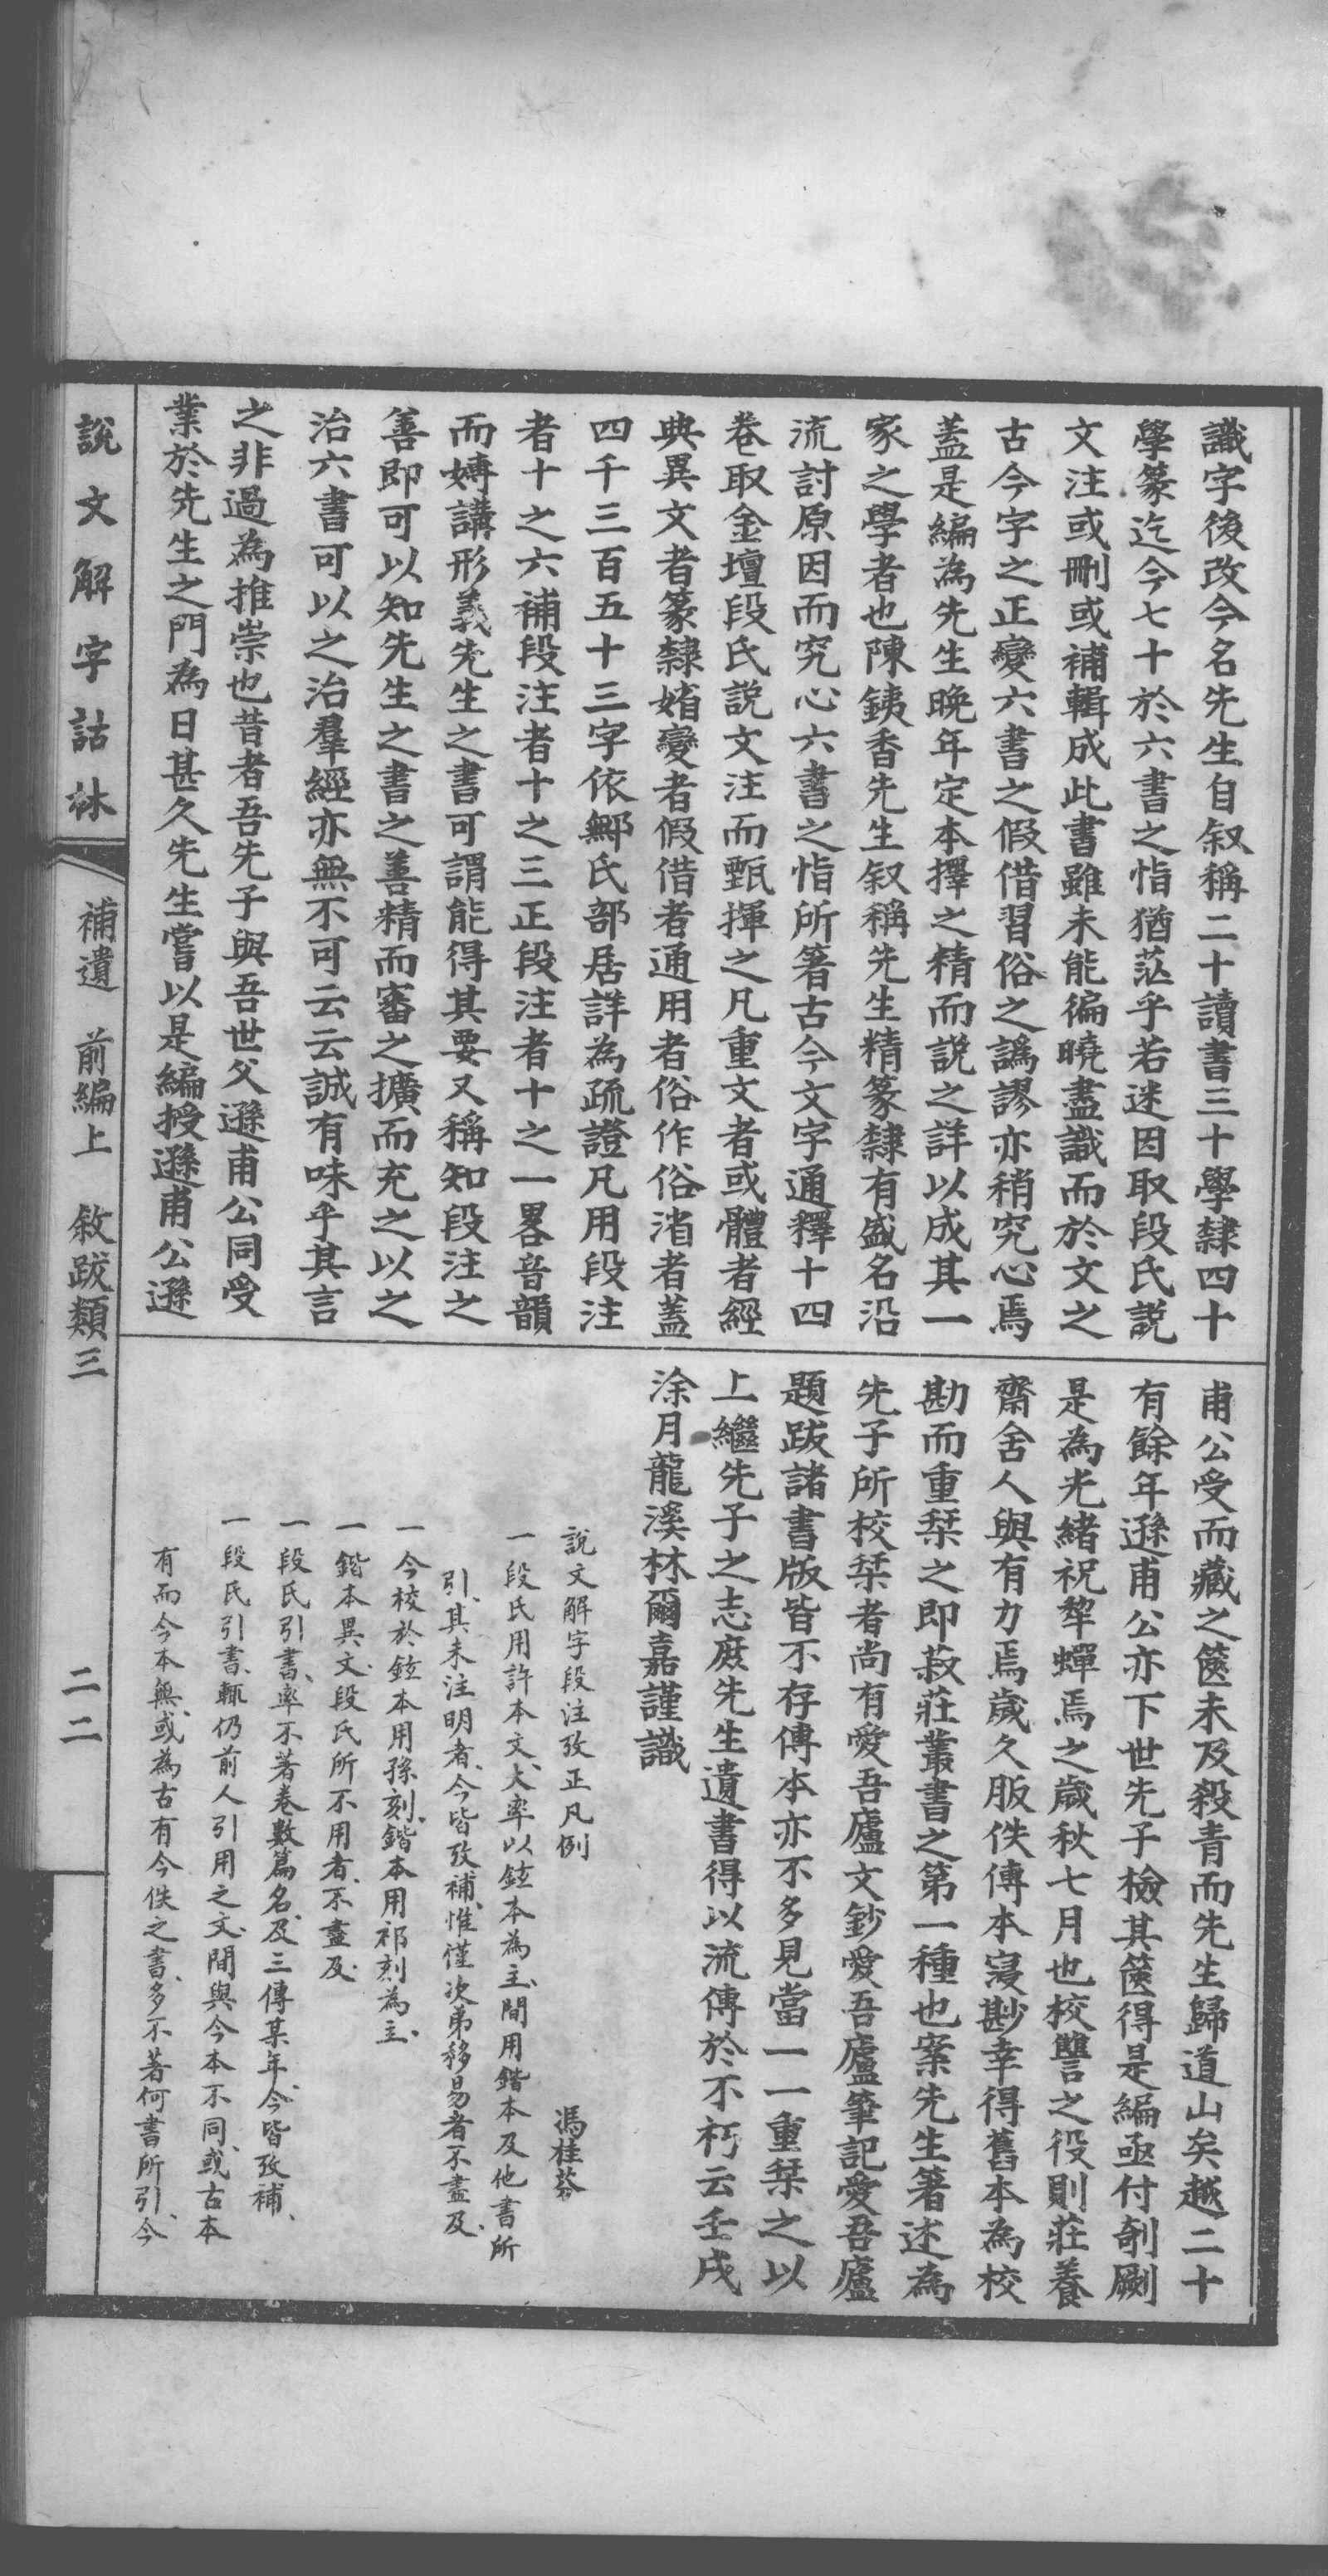 識字後改今名先生自叙稱二十讀書三十學隸四十
學篆迄今七十於六書之恉猶茫乎若迷因取段氏說
文注或刪或補輯成此書雖未能徧曉盡識而於文之
古今字之正變六書之假借習俗之譌謬亦稍究心焉
蓋是編為先生晚年定本擇之精而說之詳以成其一
家之學者也陳銕香先生叙稱先生精篆隸有盛名沿
流討原因而究心六書之恉所箸古今文字通釋十四
卷取金壇段氏說文注而甄擇之凡重文者或體者經
典異文者篆隸媘變者假借者通用者俗作俗渻者蓋
四千三百五十三字依鄦氏部居詳為疏證凡用段注
者十之六補段注者十之三正段注者十之一畧音韻
而嫥講形義先生之書可謂能得其要又稱知段注之
善即可以知先生之書之善精而審之擴而充之以之
治六書可以之治羣經亦無不可云云誠有味乎其言
之非過為推崇也昔者吾先子與吾世父遜甫公同受
業於先生之門為日甚久先生嘗以是編授遜甫公遜
甫公受而藏之篋未及殺青而先生歸道山矣越二十
有餘年遜甫公亦下世先子檢其篋得是編亟付剞劂
是為光緒祝犂蟬焉之歲秋七月也校讐之役則莊養
齋舍人與有力焉歲久版佚傳本寖尠幸得舊本為校
勘而重栞之即菽莊叢書之第一種也案先生箸述為
先子所校栞者尚有愛吾廬文鈔愛吾廬筆記愛吾廬
題跋諸書版皆不存傳本亦不多見當一一重栞之以
上繼先子之志庶先生遺書得以流傳於不朽云壬戌
涂月龍溪林爾嘉謹識
說文解字段注攷正凡例
馮桂芬
一段氏用許本文、大率以鉉本為主、間用鍇本及他書所
引、其未注明者、今皆攷補、惟僅次弟移易者不盡及、
一今校於鉉本用孫刻、鍇本用祁刻為主、
一鍇本異文、段氏所不用者、不盡及、
一段氏引書、率不著卷數篇名、及三傳某年、今皆攷補、
一段氏引書、輒仍前人引用之文、間與今本不同、或古本
有而今本無、或為古有今佚之書、多不著何書所引、今
說文解字詁林
補遺 前編上 敘跋類三
二二